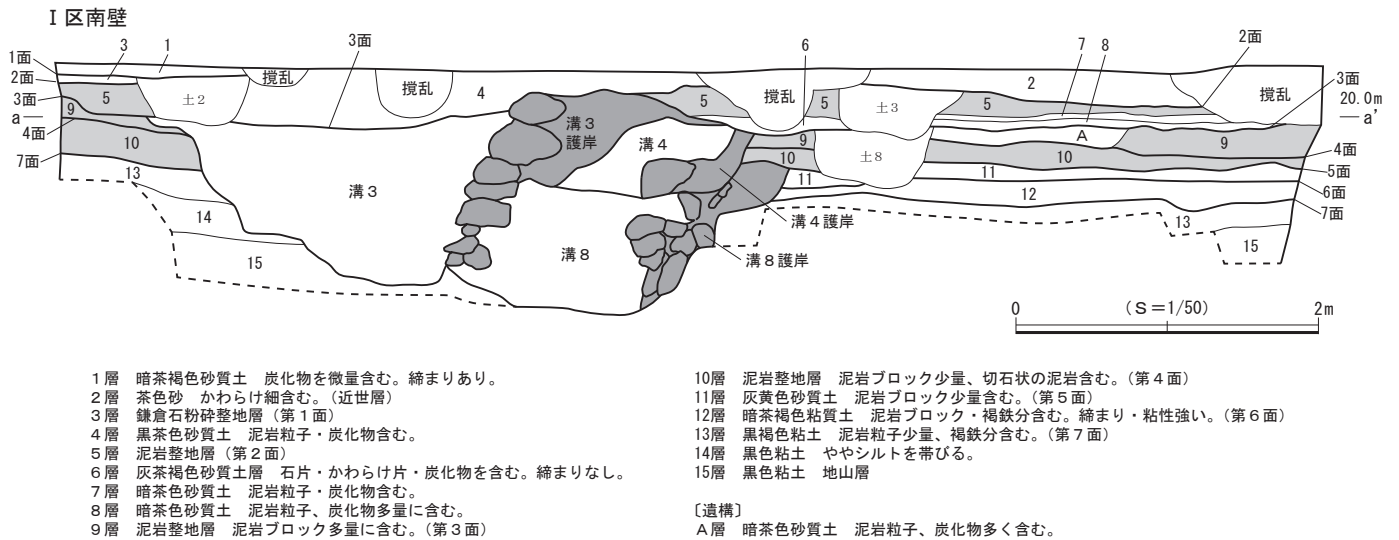 Ⅰ区南壁
1面
3
1
3面
6
7
8
2面
2面
撹乱
撹乱
4
5
撹乱
5
2
5
撹乱
3面
20.0m
3面
5
土2
土3
a
9
溝3
護岸
溝4
9
A
9
a’
4面
10
10
土8
10
4面
7面
13
溝3
11
11
5面
14
12
6面
溝4護岸
13
7面
15
溝8
溝8護岸
15
0
(S=1/50)
2m
1層 暗茶褐色砂質土 炭化物を微量含む。締まりあり。
2層 茶色砂 かわらけ細含む。(近世層)
3層 鎌倉石粉砕整地層(第1面)
4層 黒茶色砂質土 泥岩粒子・炭化物含む。
5層 泥岩整地層(第2面)
6層 灰茶褐色砂質土層 石片・かわらけ片・炭化物を含む。締まりなし。
7層 暗茶色砂質土 泥岩粒子・炭化物含む。
8層 暗茶色砂質土 泥岩粒子、炭化物多量に含む。
9層 泥岩整地層 泥岩ブロック多量に含む。(第3面)
10層 泥岩整地層 泥岩ブロック少量、切石状の泥岩含む。(第4面)
11層 灰黄色砂質土 泥岩ブロック少量含む。(第5面)
12層 暗茶褐色粘質土 泥岩ブロック・褐鉄分含む。締まり・粘性強い。(第6面)
13層 黒褐色粘土 泥岩粒子少量、褐鉄分含む。(第7面)
14層 黒色粘土 ややシルトを帯びる。
15層 黒色粘土 地山層
〔遺構〕
A層 暗茶色砂質土 泥岩粒子、炭化物多く含む。